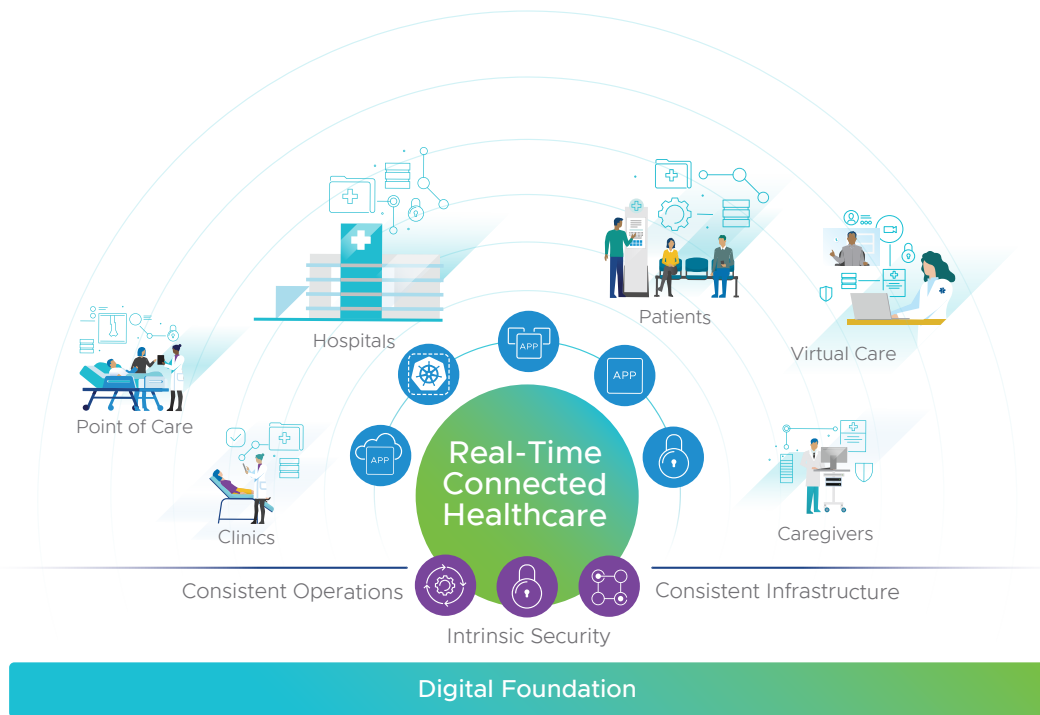 Hospitals
Patients
Virtual Care
Point of Care
Clinics
Caregivers
APP
APP
APP
Real-Time
Connected
Healthcare
Consistent Operations
Consistent Infrastructure
Intrinsic Security
Digital Foundation